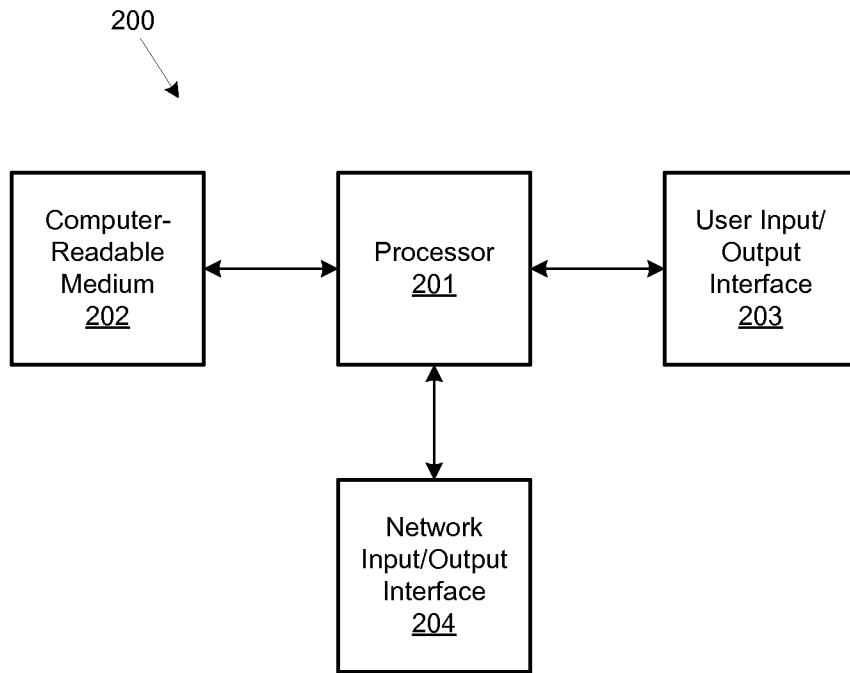 200
Computer-
Readable
Medium
202
Processor
201
User Input/
Output
Interface
203
Network
Input/Output
Interface
204